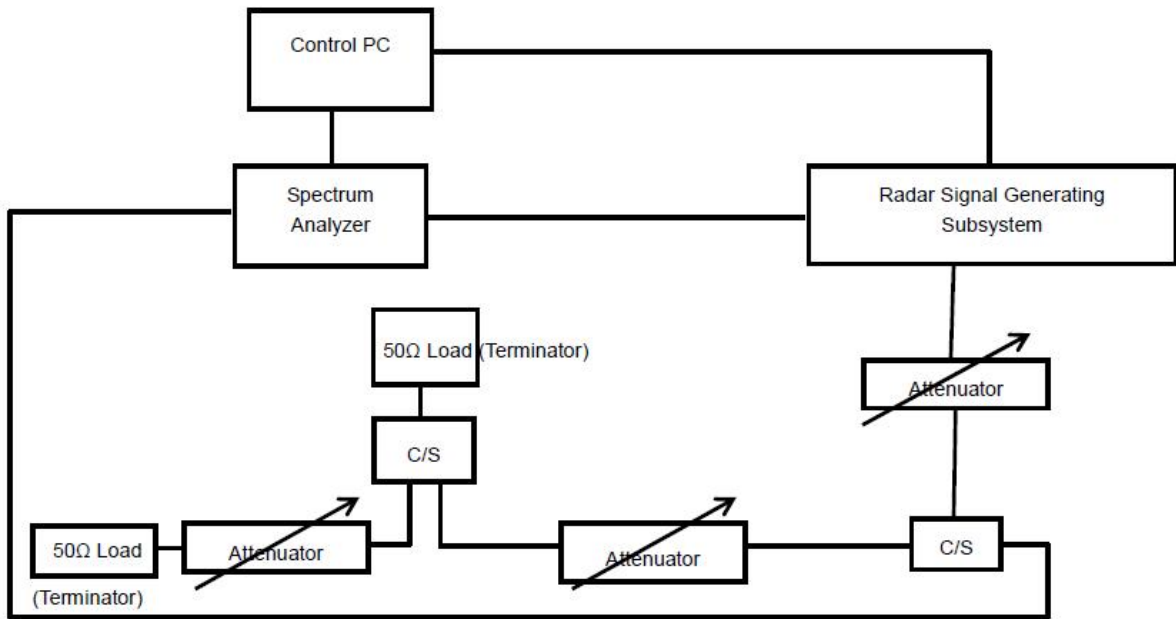 Control PC
Spectrum
Analyzer
Radar Signal Generating
Subsystem
50Ω Load (Terminator)
Attenuator
C/S
50Ω Load
(Terminator)
Attenuator
Attenuator
C/S